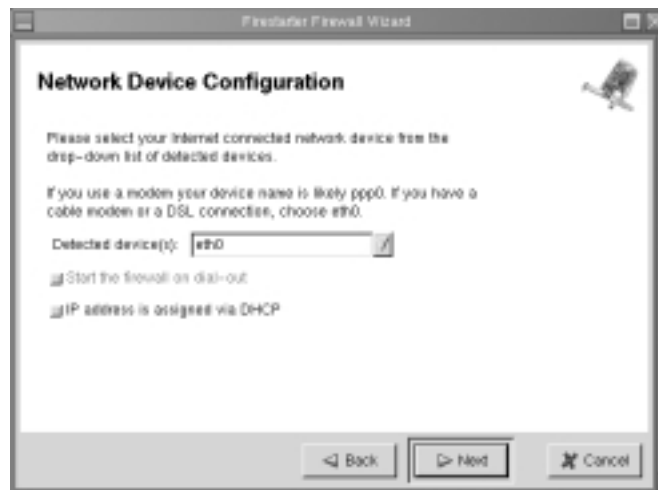 Firestarter Firewall Wizard
Network Device Configuration
Please select your Internet connected network device from the
drop-down list of detected devices.
If you use a modem your device name is likely ppp0. If you have a
cable modem or a DSL connection, choose eth0.
Detected device(s): eth0
Start the firewall on dial-out
IP address is assigned via DHCP
Back Next Cancel